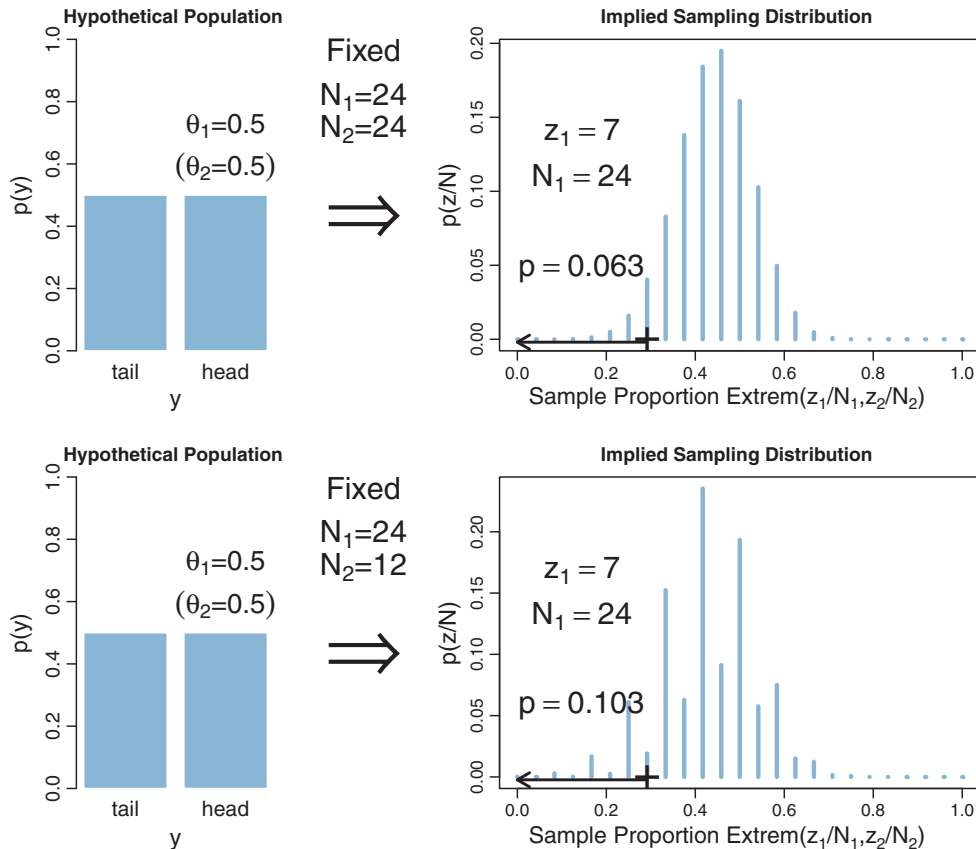 Hypothetical Population
p(y)
1.0
0.8
0.6
0.4
0.2
0.0
θ₁=0.5
(θ₂=0.5)
tail head
y
Fixed
N₁=24
N₂=24
Implied Sampling Distribution
p(z/N)
0.20
0.15
0.10
0.05
0.00
z₁ = 7
N₁ = 24
p = 0.063
0.0 0.2 0.4 0.6 0.8 1.0
Sample Proportion Extrem(z₁/N₁,z₂/N₂)
Hypothetical Population
p(y)
1.0
0.8
0.6
0.4
0.2
0.0
θ₁=0.5
(θ₂=0.5)
tail head
y
Fixed
N₁=24
N₂=12
Implied Sampling Distribution
p(z/N)
0.20
0.15
0.10
0.05
0.00
z₁ = 7
N₁ = 24
p = 0.103
0.0 0.2 0.4 0.6 0.8 1.0
Sample Proportion Extrem(z₁/N₁,z₂/N₂)